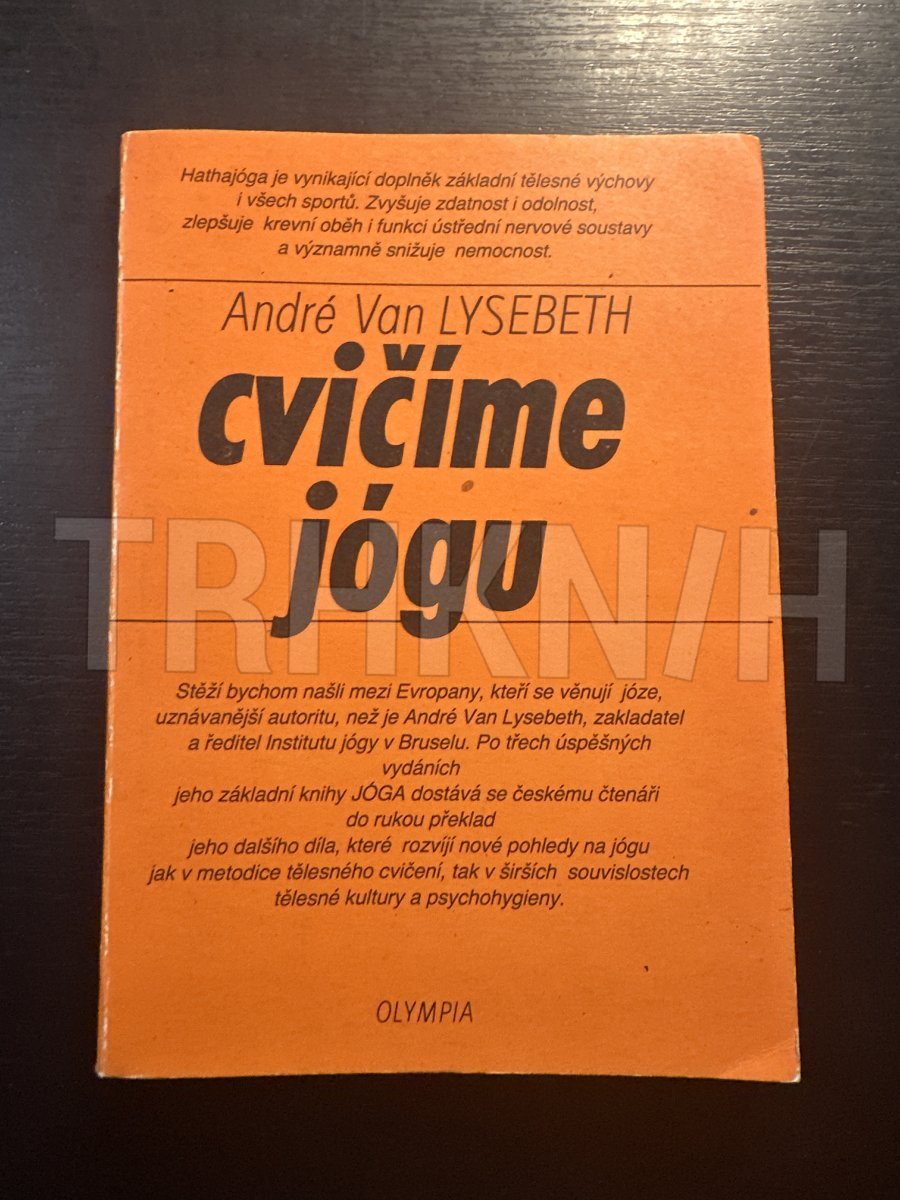 Hathajóga je vynikající doplněk základní tělesné výchovy
i všech sportů. Zvyšuje zdatnost i odolnost,
zlepšuje krevní oběh i funkci ústřední nervové soustavy
a významně snižuje nemocnost.
André Van LYSEBETH
cvičíme
jógu
TRHKN/H
Stěží bychom našli mezi Evropany, kteří se věnují józe,
uznávanější autoritu, než je André Van Lysebeth, zakladatel
a ředitel Institutu jógy v Bruselu. Po třech úspěšných
vydáních
jeho základní knihy JÓGA dostává se českému čtenáři
do rukou překlad
jeho dalšího díla, které rozvíjí nové pohledy na jógu
jak v metodice tělesného cvičení, tak v širších souvislostech
tělesné kultury a psychohygieny.
OLYMPIA